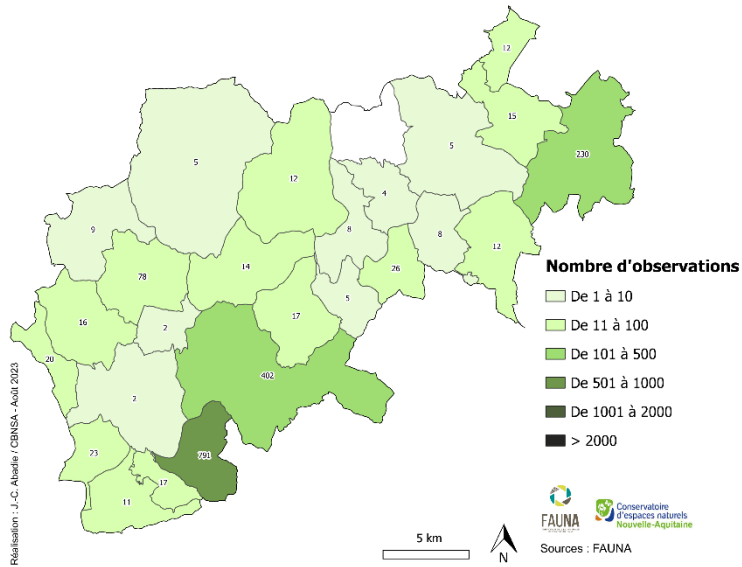 12
15
230
5
5
12
4
9
8
8
12
78
14
26
5
16
17
2
20
402
2
23
791
17
11
Nombre d'observations
De 1 à 10
De 11 à 100
De 101 à 500
De 501 à 1000
De 1001 à 2000
> 2000
Réalisation : J.-C. Abadie / CBNSA - Août 2023
5 km
N
FAUNA
Conservatoire
d'espaces naturels
Nouvelle-Aquitaine
Sources : FAUNA